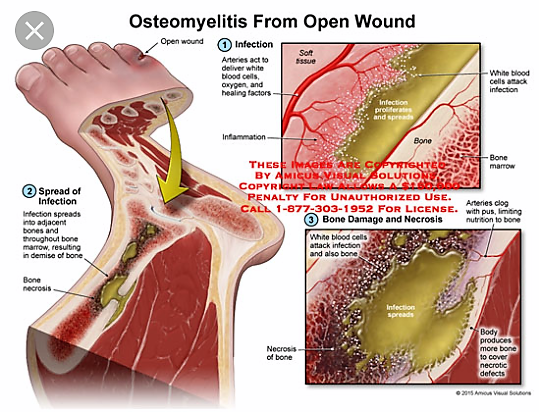 Osteomyelitis From Open Wound
Open wound
1 Infection
Arteries act to
deliver white
blood cells,
oxygen, and
healing factors
Inflammation
Soft
tissue
Infection
proliferates
and spreads
White blood
cells attack
infection
Bone
Bone
marrow
These Images Are Copyrighted
By Amicus Visual Solutions.
Copyright Law Allows A $150,000
Penalty For Unauthorized Use.
Call 1-877-303-1952 For License.
2 Spread of
Infection
Infection spreads
into adjacent
bones and
throughout bone
marrow, resulting
in demise of bone
Bone
necrosis
3 Bone Damage and Necrosis
White blood cells
attack infection
and also bone
Infection
spreads
Necrosis
of bone
Arteries clog
with pus, limiting
nutrition to bone
Body
produces
more bone
to cover
necrotic
defects
© 2015 Amicus Visual Solutions